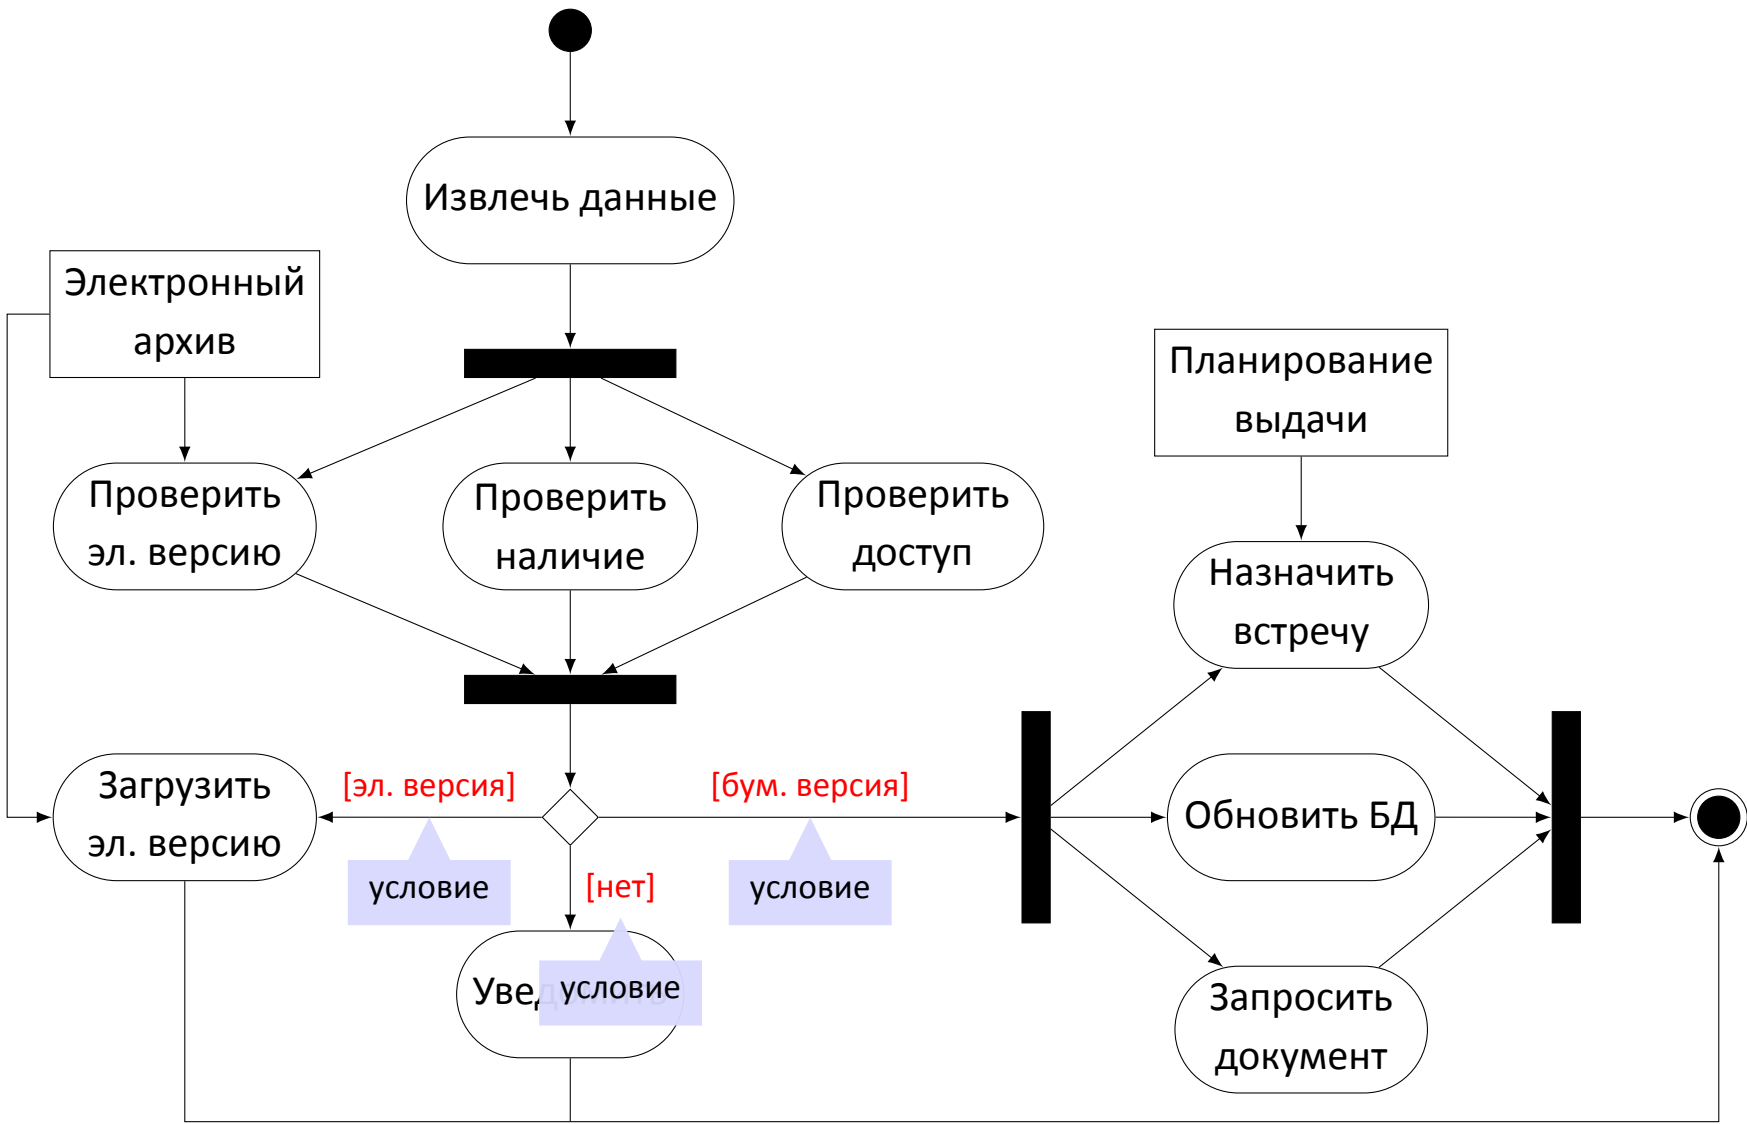 Извлечь данные
Электронный
архив
Планирование
выдачи
Проверить
эл. версию
Проверить
наличие
Проверить
доступ
Назначить
встречу
Загрузить
эл. версию
[эл. версия]
[бум. версия]
Обновить БД
условие
[нет]
условие
условие
Запросить
документ